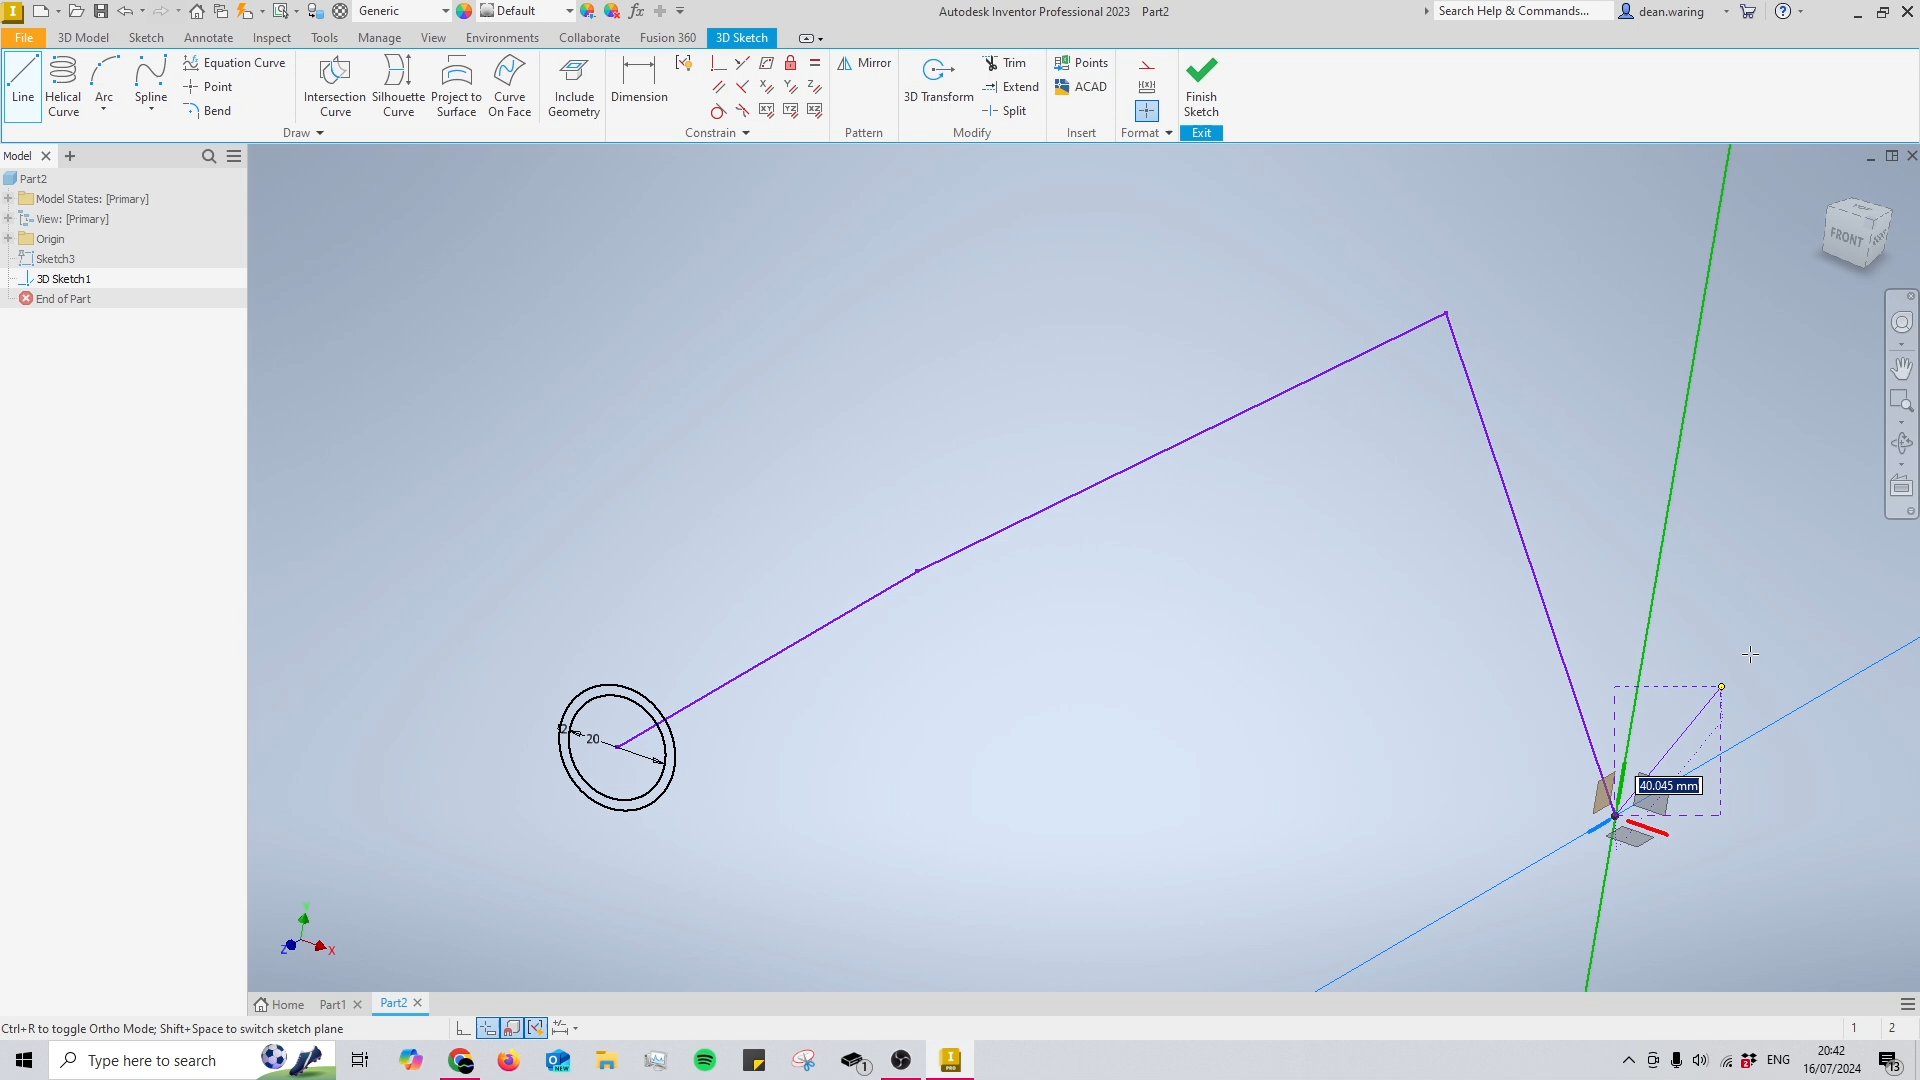 Generic
Default
fx
Autodesk Inventor Professional 2023 Part2
Search Help & Commands...
dean.waring
File
3D Model
Sketch
Annotate
Inspect
Tools
Manage
View
Environments
Collaborate
Fusion 360
3D Sketch
Line
Helical Curve
Arc
Spline
Equation Curve
Point
Bend
Intersection Curve
Silhouette Curve
Project to Surface
Curve On Face
Include Geometry
Dimension
Mirror
3D Transform
Trim
Extend
Split
Points
ACAD
Finish Sketch
Draw
Constrain
Pattern
Modify
Insert
Format
Exit
Model
Part2
Model States: [Primary]
View: [Primary]
Origin
Sketch3
3D Sketch1
End of Part
TOP
FRONT
20
40.045 mm
Y
X
Z
Home
Part1
Part2
Ctrl+R to toggle Ortho Mode; Shift+Space to switch sketch plane
1 2
Type here to search
ENG
20:42
16/07/2024
13